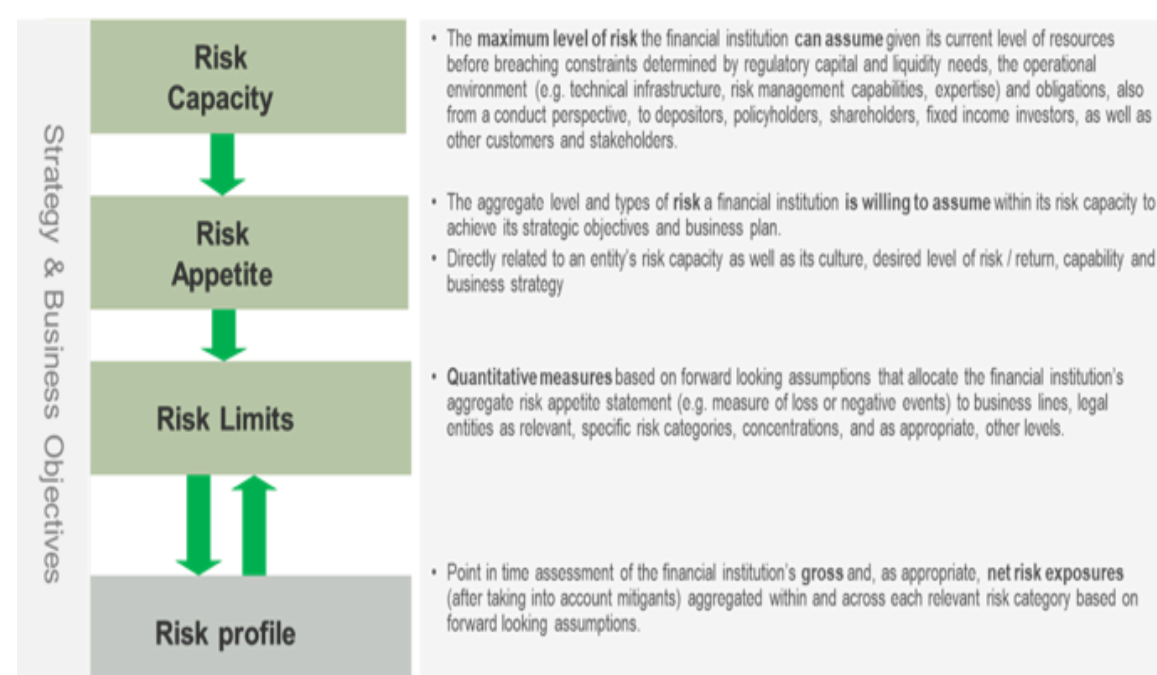 Strategy & Business Objectives
Risk
Capacity
• The maximum level of risk the financial institution can assume given its current level of resources
before breaching constraints determined by regulatory capital and liquidity needs, the operational
environment (e.g. technical infrastructure, risk management capabilities, expertise) and obligations, also
from a conduct perspective, to depositors, policyholders, shareholders, fixed income investors, as well as
other customers and stakeholders.
Risk
Appetite
• The aggregate level and types of risk a financial institution is willing to assume within its risk capacity to
achieve its strategic objectives and business plan.
• Directly related to an entity's risk capacity as well as its culture, desired level of risk / return, capability and
business strategy
Risk Limits
• Quantitative measures based on forward looking assumptions that allocate the financial institution's
aggregate risk appetite statement (e.g. measure of loss or negative events) to business lines, legal
entities as relevant, specific risk categories, concentrations, and as appropriate, other levels.
Risk profile
• Point in time assessment of the financial institution's gross and, as appropriate, net risk exposures
(after taking into account mitigants) aggregated within and across each relevant risk category based on
forward looking assumptions.